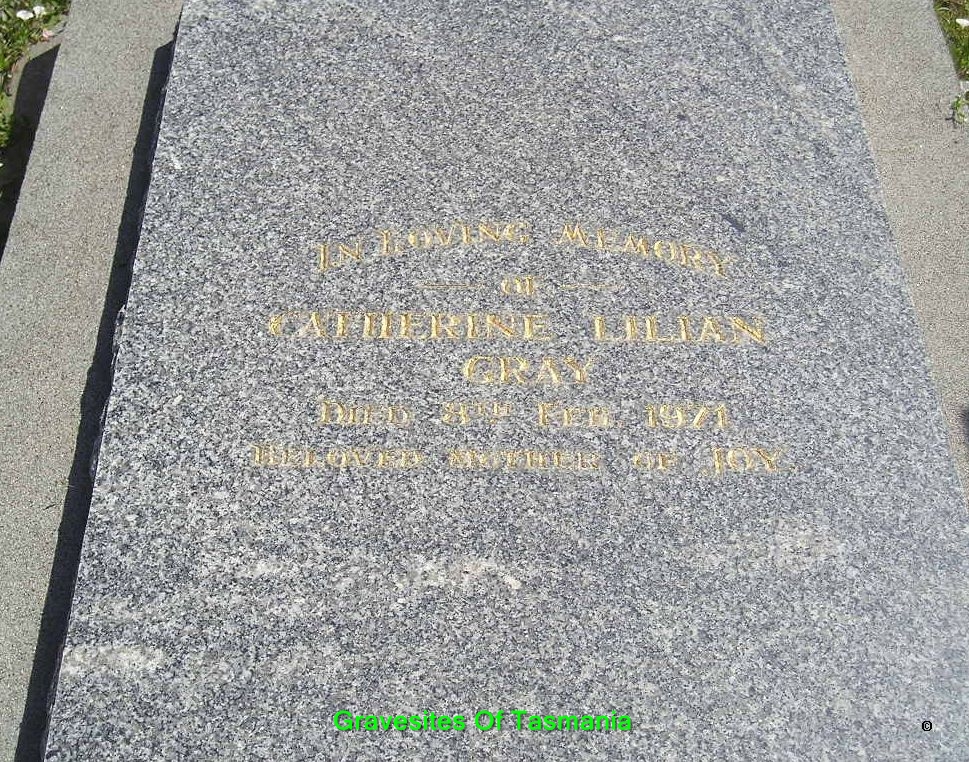 IN LOVING MEMORY
OF
CATHERINE LILIAN
GRAY
DIED 8TH FEB. 1971
BELOVED MOTHER OF JOY.
Gravesites Of Tasmania
©